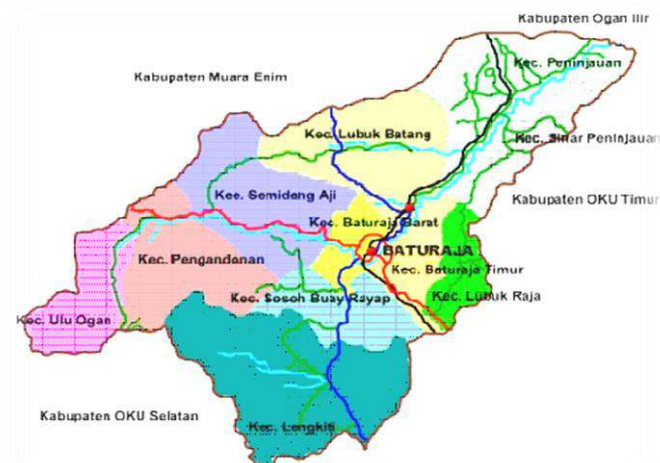 Kabupaten Ogan Ilir
Kec. Peninjauan
Kabupaten Muara Enim
Kec. Lubuk Batang
Kec. Sinar Peninjauan
Kec. Semidang Aji
Kabupaten OKU Timur
Kec. Baturaja Barat
BATURAJA
Kec. Pengandonan
Kec. Baturaja Timur
Kec. Sosoh Buay Rayap
Kec. Lubuk Raja
Kec. Ulu Ogan
Kabupaten OKU Selatan
Kec. Lengkiti